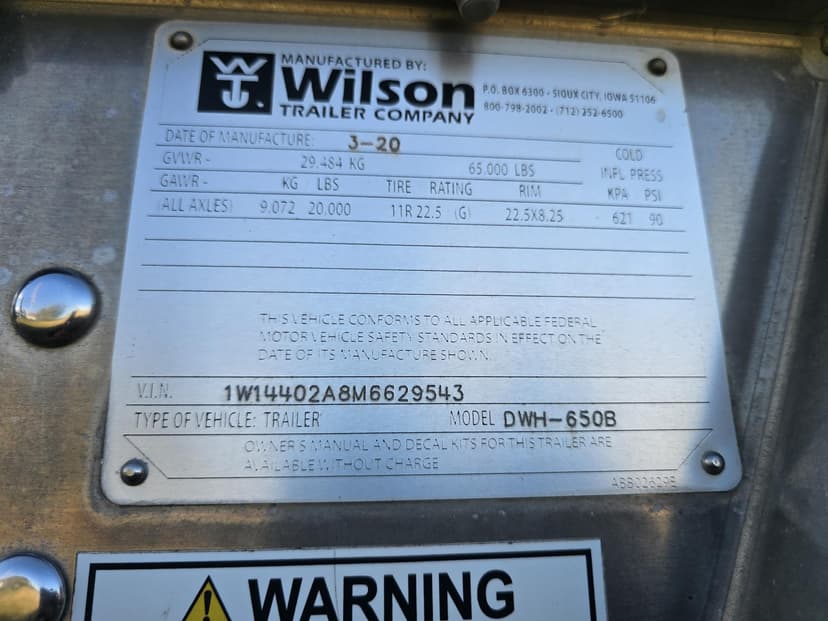 MANUFACTURED BY:
Wilson
TRAILER COMPANY
P.O. BOX 6300 - SIOUX CITY, IOWA 51106
800-798-2002 - (712) 252-6500
DATE OF MANUFACTURE: 3-20
GVWR - 29.484 KG 65.000 LBS COLD
INFL PRESS
GAWR - KG LBS TIRE RATING RIM KPA PSI
(ALL AXLES) 9.072 20,000 11R 22.5 (G) 22.5X8.25 621 90
THIS VEHICLE CONFORMS TO ALL APPLICABLE FEDERAL
MOTOR VEHICLE SAFETY STANDARDS IN EFFECT ON THE
DATE OF ITS MANUFACTURE SHOWN.
V.I.N. 1W14402A8M6629543
TYPE OF VEHICLE: TRAILER MODEL DWH-650B
OWNER'S MANUAL AND DECAL KITS FOR THIS TRAILER ARE
AVAILABLE WITHOUT CHARGE
WARNING